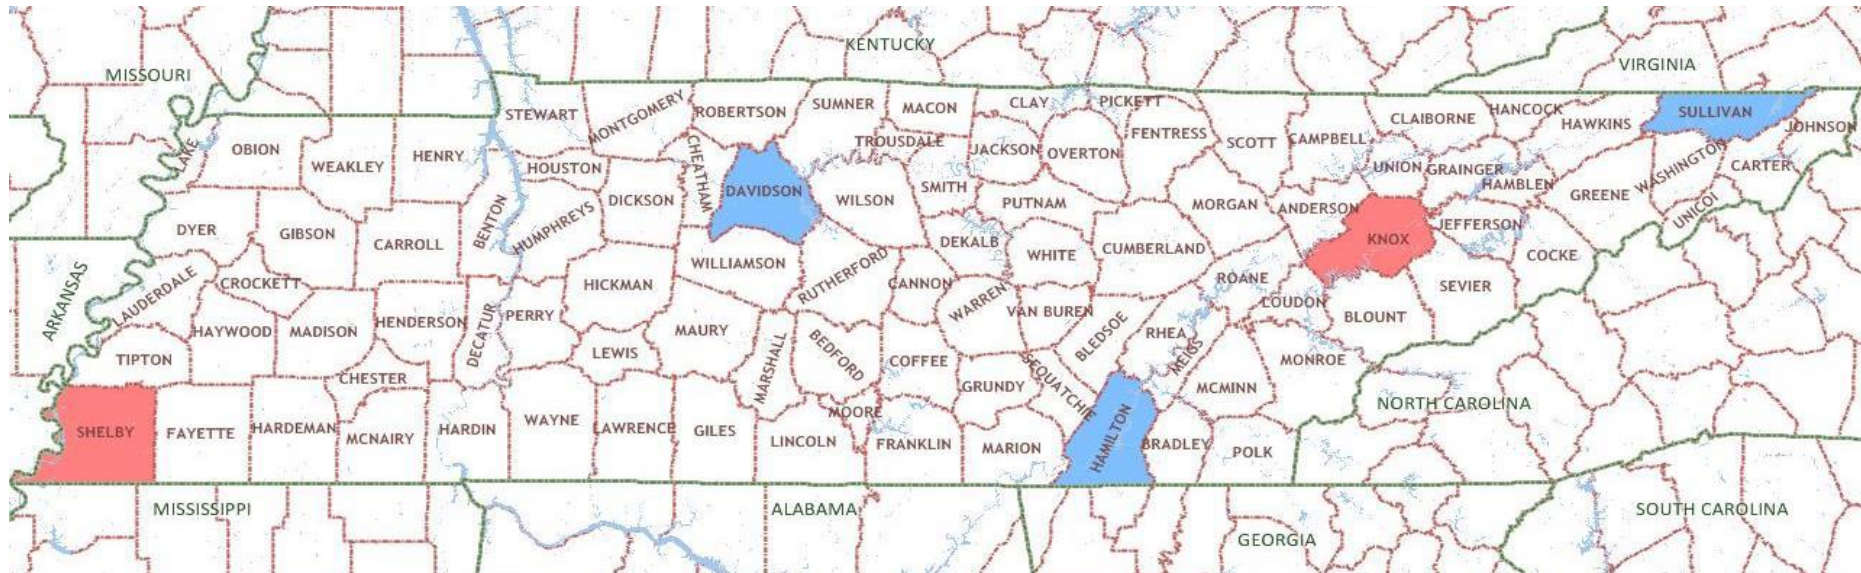 KENTUCKY
MISSOURI
VIRGINIA
STEWART
MONTGOMERY
ROBERTSON
SUMNER
MACON
CLAY
PICKETT
HANCOCK
SULLIVAN
CLAIBORNE
HAWKINS
JOHNSON
FENTRESS
SCOTT
CAMPBELL
TROUSDALE
JACKSON
OVERTON
OBION
LAKE
WEAKLEY
HENRY
HOUSTON
CHEATHAM
UNION
GRAINGER
HAMBLEN
WASHINGTON
CARTER
GREENE
DICKSON
DAVIDSON
WILSON
SMITH
PUTNAM
MORGAN
ANDERSON
UNICOI
DYER
GIBSON
CARROLL
BENTON
HUMPHREYS
DEKALB
WHITE
CUMBERLAND
KNOX
JEFFERSON
COCKE
WILLIAMSON
RUTHERFORD
CANNON
ROANE
SEVIER
ARKANSAS
LAUDERDALE
CROCKETT
HICKMAN
WARREN
VAN BUREN
LOUDON
BLOUNT
HAYWOOD
MADISON
HENDERSON
DECATUR
PERRY
MAURY
BLEDSOE
RHEA
MEIGS
TIPTON
LEWIS
MARSHALL
BEDFORD
COFFEE
SEQUATCHIE
MONROE
CHESTER
GRUNDY
MCMINN
NORTH CAROLINA
SHELBY
FAYETTE
HARDEMAN
MCNAIRY
HARDIN
WAYNE
LAWRENCE
GILES
LINCOLN
MOORE
FRANKLIN
MARION
HAMILTON
BRADLEY
POLK
MISSISSIPPI
ALABAMA
GEORGIA
SOUTH CAROLINA